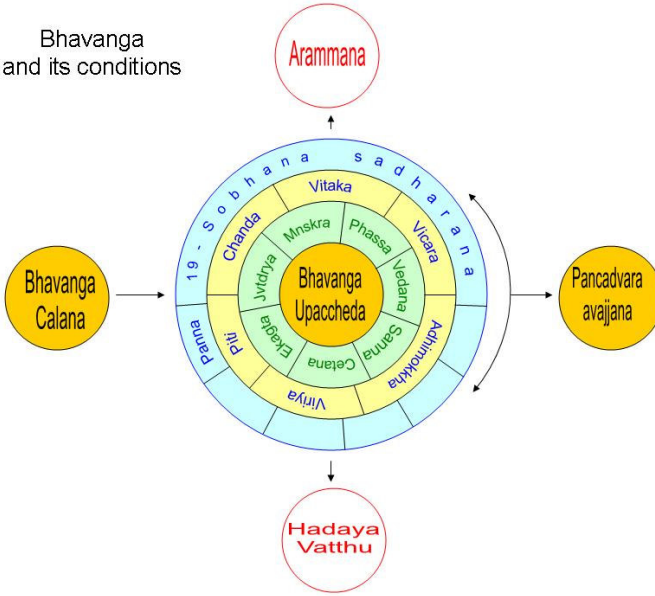 Bhavanga
and its conditions
Arammana
19 - Sobhana sadharana
Panna
Vitaka
Vicara
Adhimokkha
Viriya
Piti
Chanda
Mnskra
Phassa
Vedana
Sanna
Cetana
Ekagta
Jvtdrya
Bhavanga
Upaccheda
Bhavanga
Calana
Pancadvara
avajjana
Hadaya
Vatthu